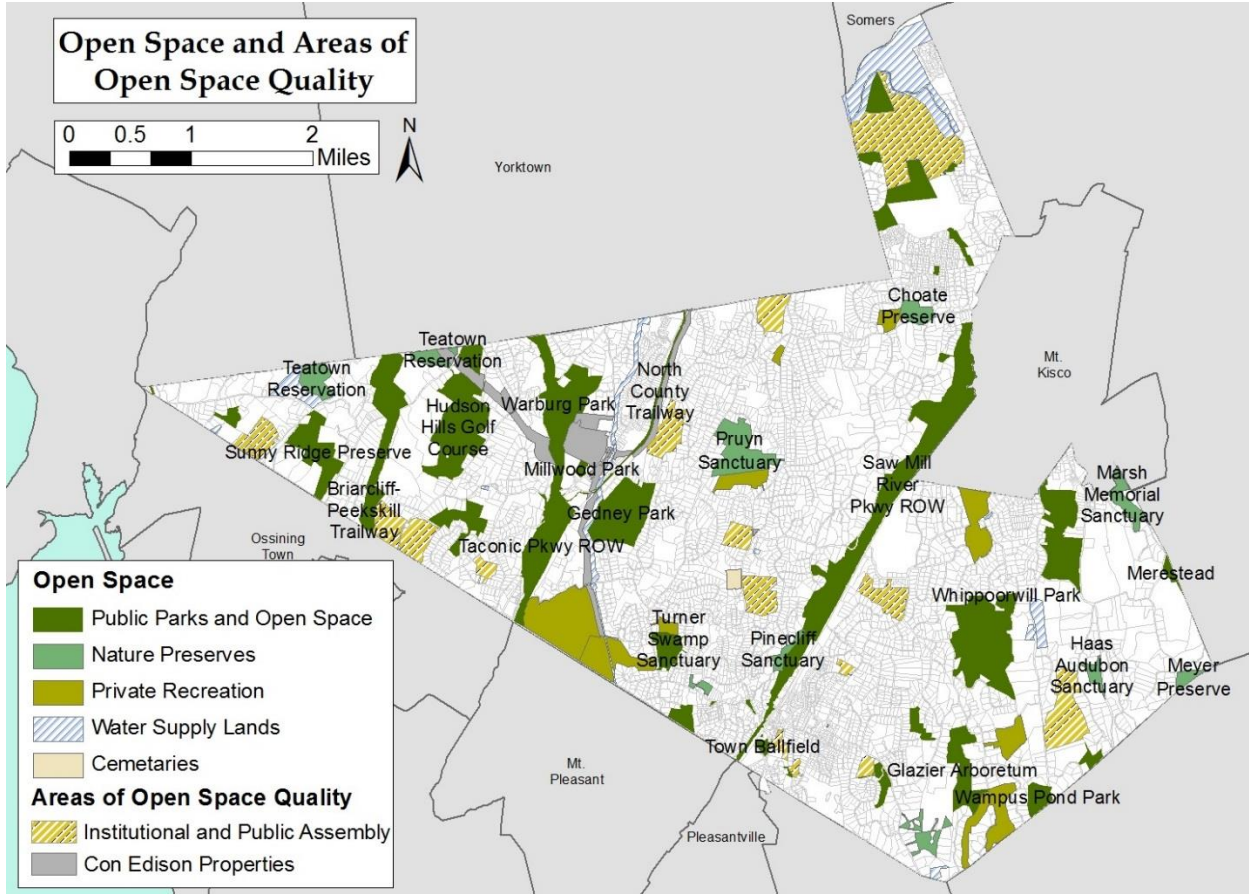 Open Space and Areas of
Open Space Quality
0 0.5 1 2
Miles
N
Somers
Yorktown
Mt.
Kisco
Choate
Preserve
Teatown
Reservation
Teatown
Reservation
North
County
Trailway
Warburg Park
Hudson
Hills Golf
Course
Sunny Ridge Preserve
Millwood Park
Pruyn
Sanctuary
Saw Mill
River
Pkwy ROW
Marsh
Memorial
Sanctuary
Briarcliff-
Peekskill
Trailway
Gedney Park
Ossining
Town
Taconic Pkwy ROW
Merestead
Whippoorwill Park
Turner
Swamp
Sanctuary
Pinecliff
Sanctuary
Haas
Audubon
Sanctuary
Meyer
Preserve
Town Ballfield
Mt.
Pleasant
Glazier Arboretum
Wampus Pond Park
Pleasantville
Open Space
Public Parks and Open Space
Nature Preserves
Private Recreation
Water Supply Lands
Cemetaries
Areas of Open Space Quality
Institutional and Public Assembly
Con Edison Properties